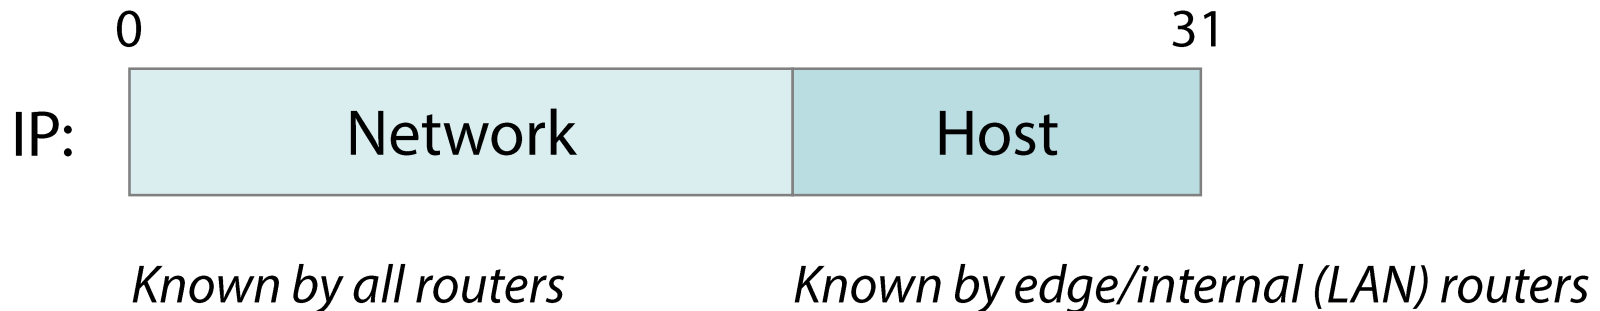 0 31
IP: Network Host
Known by all routers Known by edge/internal (LAN) routers